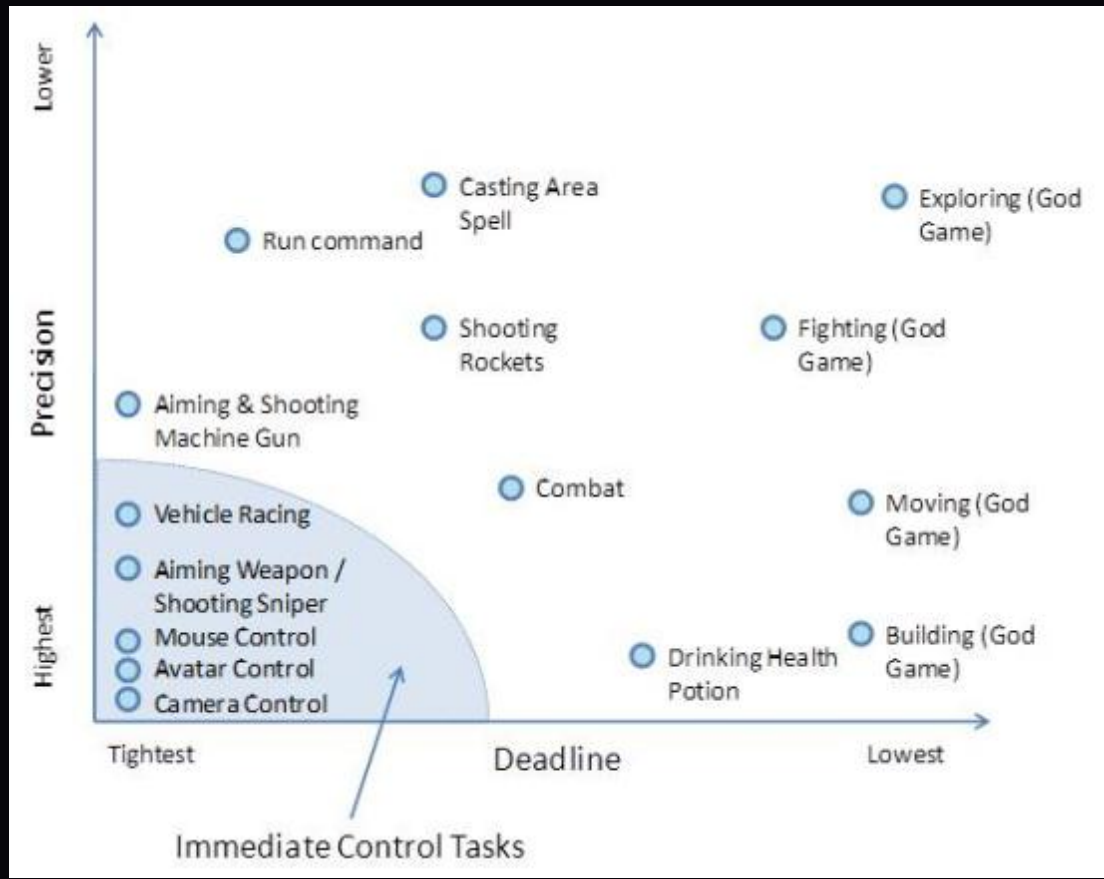 Lower
Casting Area
Spell
Exploring (God
Game)
Run command
Precision
Shooting
Rockets
Fighting (God
Game)
Aiming & Shooting
Machine Gun
Combat
Moving (God
Game)
Vehicle Racing
Aiming Weapon /
Shooting Sniper
Mouse Control
Avatar Control
Camera Control
Highest
Drinking Health
Potion
Building (God
Game)
Tightest
Deadline
Lowest
Immediate Control Tasks